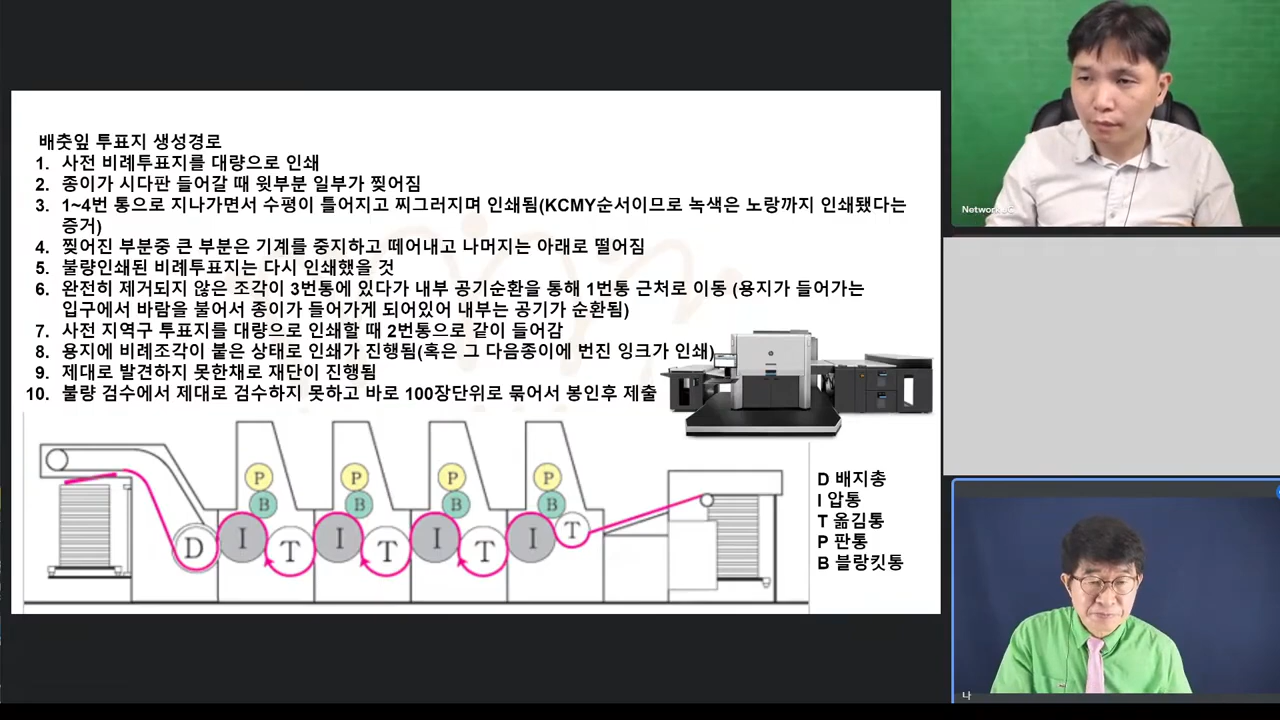 배춧잎 투표지 생성경로
1. 사전 비례투표지를 대량으로 인쇄
2. 종이가 시다판 들어갈 때 윗부분 일부가 찢어짐
3. 1~4번 통으로 지나가면서 수평이 틀어지고 찌그러지며 인쇄됨(KCMY순서이므로 녹색은 노랑까지 인쇄됐다는
증거)
4. 찢어진 부분중 큰 부분은 기계를 중지하고 떼어내고 나머지는 아래로 떨어짐
5. 불량인쇄된 비례투표지는 다시 인쇄했을 것
6. 완전히 제거되지 않은 조각이 3번통에 있다가 내부 공기순환을 통해 1번통 근처로 이동 (용지가 들어가는
입구에서 바람을 불어서 종이가 들어가게 되어있어 내부는 공기가 순환됨)
7. 사전 지역구 투표지를 대량으로 인쇄할 때 2번통으로 같이 들어감
8. 용지에 비례조각이 붙은 상태로 인쇄가 진행됨(혹은 그 다음종이에 번진 잉크가 인쇄)
9. 제대로 발견하지 못한채로 재단이 진행됨
10. 불량 검수에서 제대로 검수하지 못하고 바로 100장단위로 묶어서 봉인후 제출
P P P P
B B B B
D I T I T I T I T
D 배지총
I 압통
T 옮김통
P 판통
B 블랑킷통
Network
나